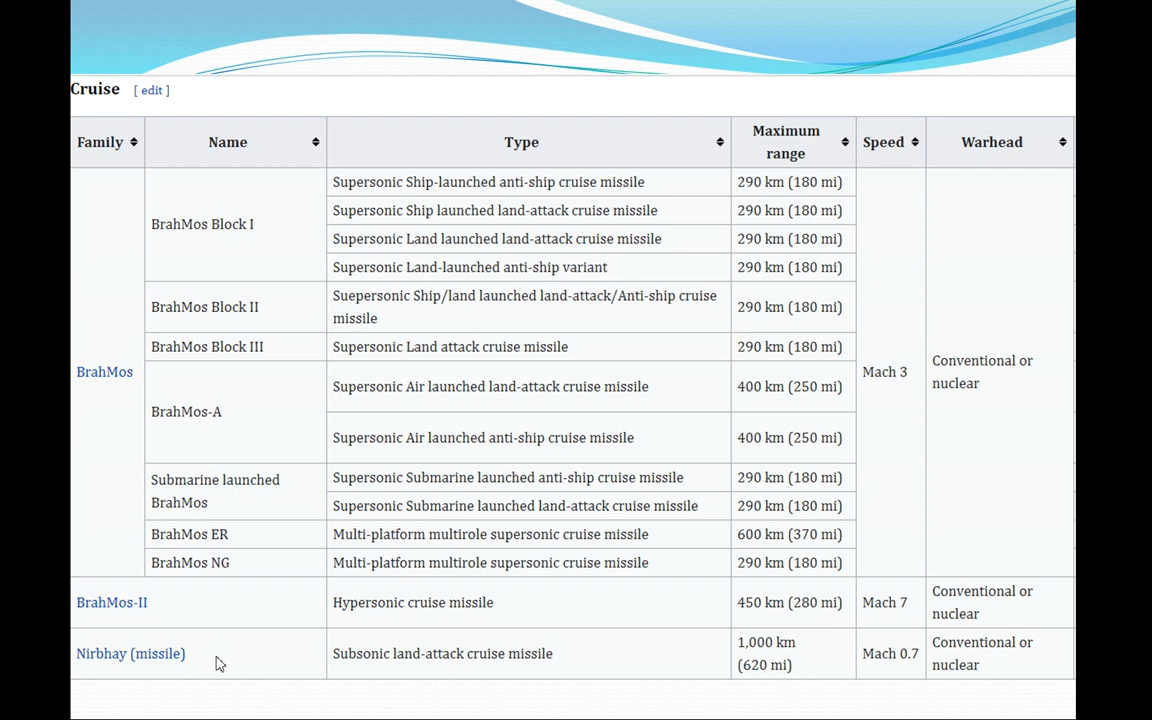 Cruise [ edit ]
Family Name Type Maximum range Speed Warhead
BrahMos
BrahMos Block I
Supersonic Ship-launched anti-ship cruise missile 290 km (180 mi)
Supersonic Ship launched land-attack cruise missile 290 km (180 mi)
Supersonic Land launched land-attack cruise missile 290 km (180 mi)
Supersonic Land-launched anti-ship variant 290 km (180 mi)
BrahMos Block II
Suepersonic Ship/land launched land-attack/Anti-ship cruise
missile
290 km (180 mi)
BrahMos Block III Supersonic Land attack cruise missile 290 km (180 mi)
BrahMos-A
Supersonic Air launched land-attack cruise missile 400 km (250 mi)
Supersonic Air launched anti-ship cruise missile 400 km (250 mi)
Submarine launched
BrahMos
Supersonic Submarine launched anti-ship cruise missile 290 km (180 mi)
Supersonic Submarine launched land-attack cruise missile 290 km (180 mi)
BrahMos ER Multi-platform multirole supersonic cruise missile 600 km (370 mi)
BrahMos NG Multi-platform multirole supersonic cruise missile 290 km (180 mi)
Mach 3
Conventional or
nuclear
BrahMos-II Hypersonic cruise missile 450 km (280 mi) Mach 7
Conventional or
nuclear
Nirbhay (missile) Subsonic land-attack cruise missile
1,000 km
(620 mi)
Mach 0.7
Conventional or
nuclear